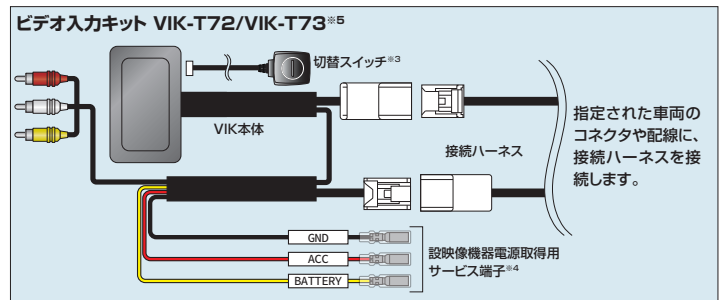 ビデオ入力キット VIK-T72/VIK-T73※5
切替スイッチ※3
VIK本体
接続ハーネス
指定された車両の
コネクタや配線に、
接続ハーネスを接
続します。
GND
ACC
BATTERY
設映像機器電源取得用
サービス端子※4